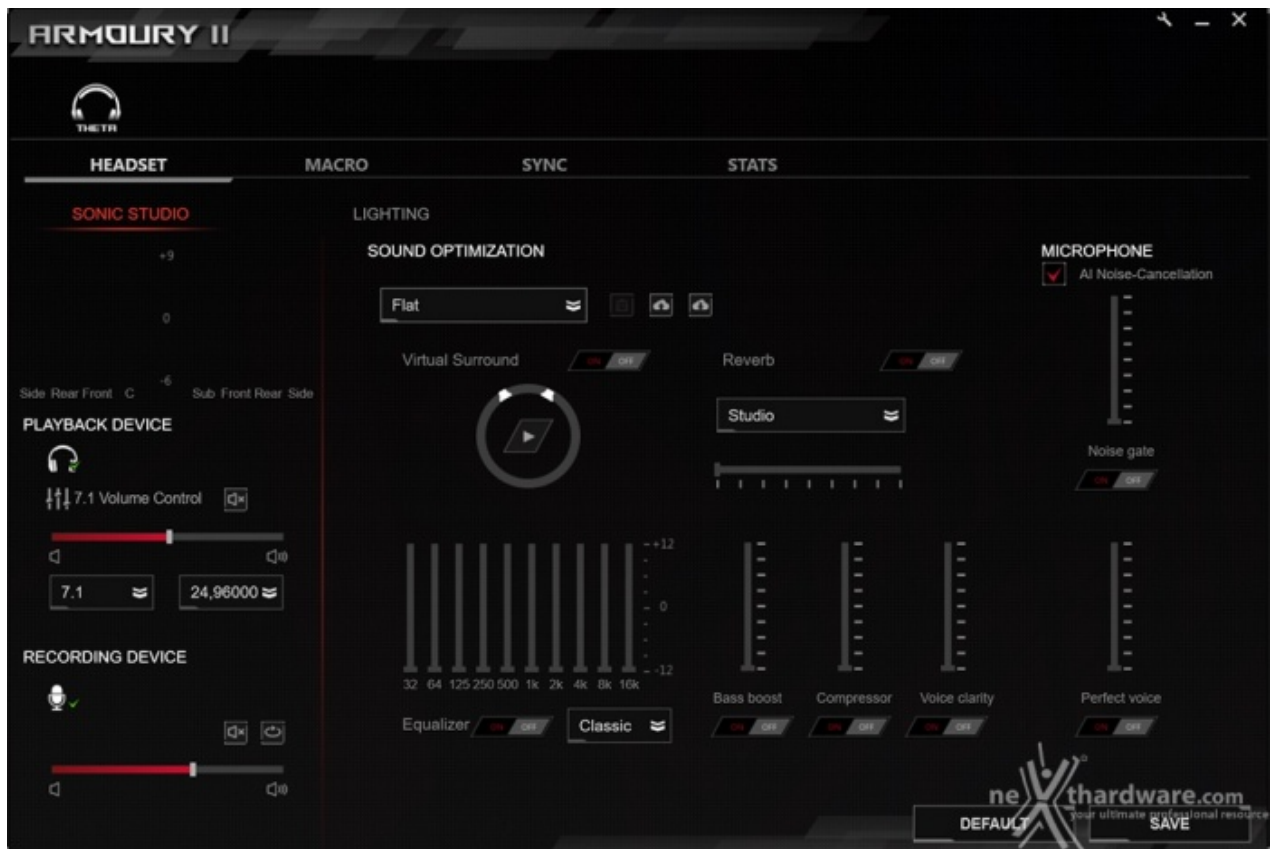 ARMOURY II
THETA
HEADSET MACRO SYNC STATS
SONIC STUDIO LIGHTING
SOUND OPTIMIZATION
MICROPHONE
AI Noise-Cancellation
+9
0
-6
Side Rear Front C Sub Front Rear Side
Flat
Virtual Surround ON OFF
Reverb ON OFF
Studio
Noise gate
ON OFF
PLAYBACK DEVICE
7.1 Volume Control
7.1 24,96000
RECORDING DEVICE
+12
0
-12
32 64 125 250 500 1k 2k 4k 8k 16k
Equalizer ON OFF Classic
Bass boost Compressor Voice clarity Perfect voice
ON OFF ON OFF ON OFF ON OFF
nexthardware.com
your ultimate professional resource
DEFAULT SAVE